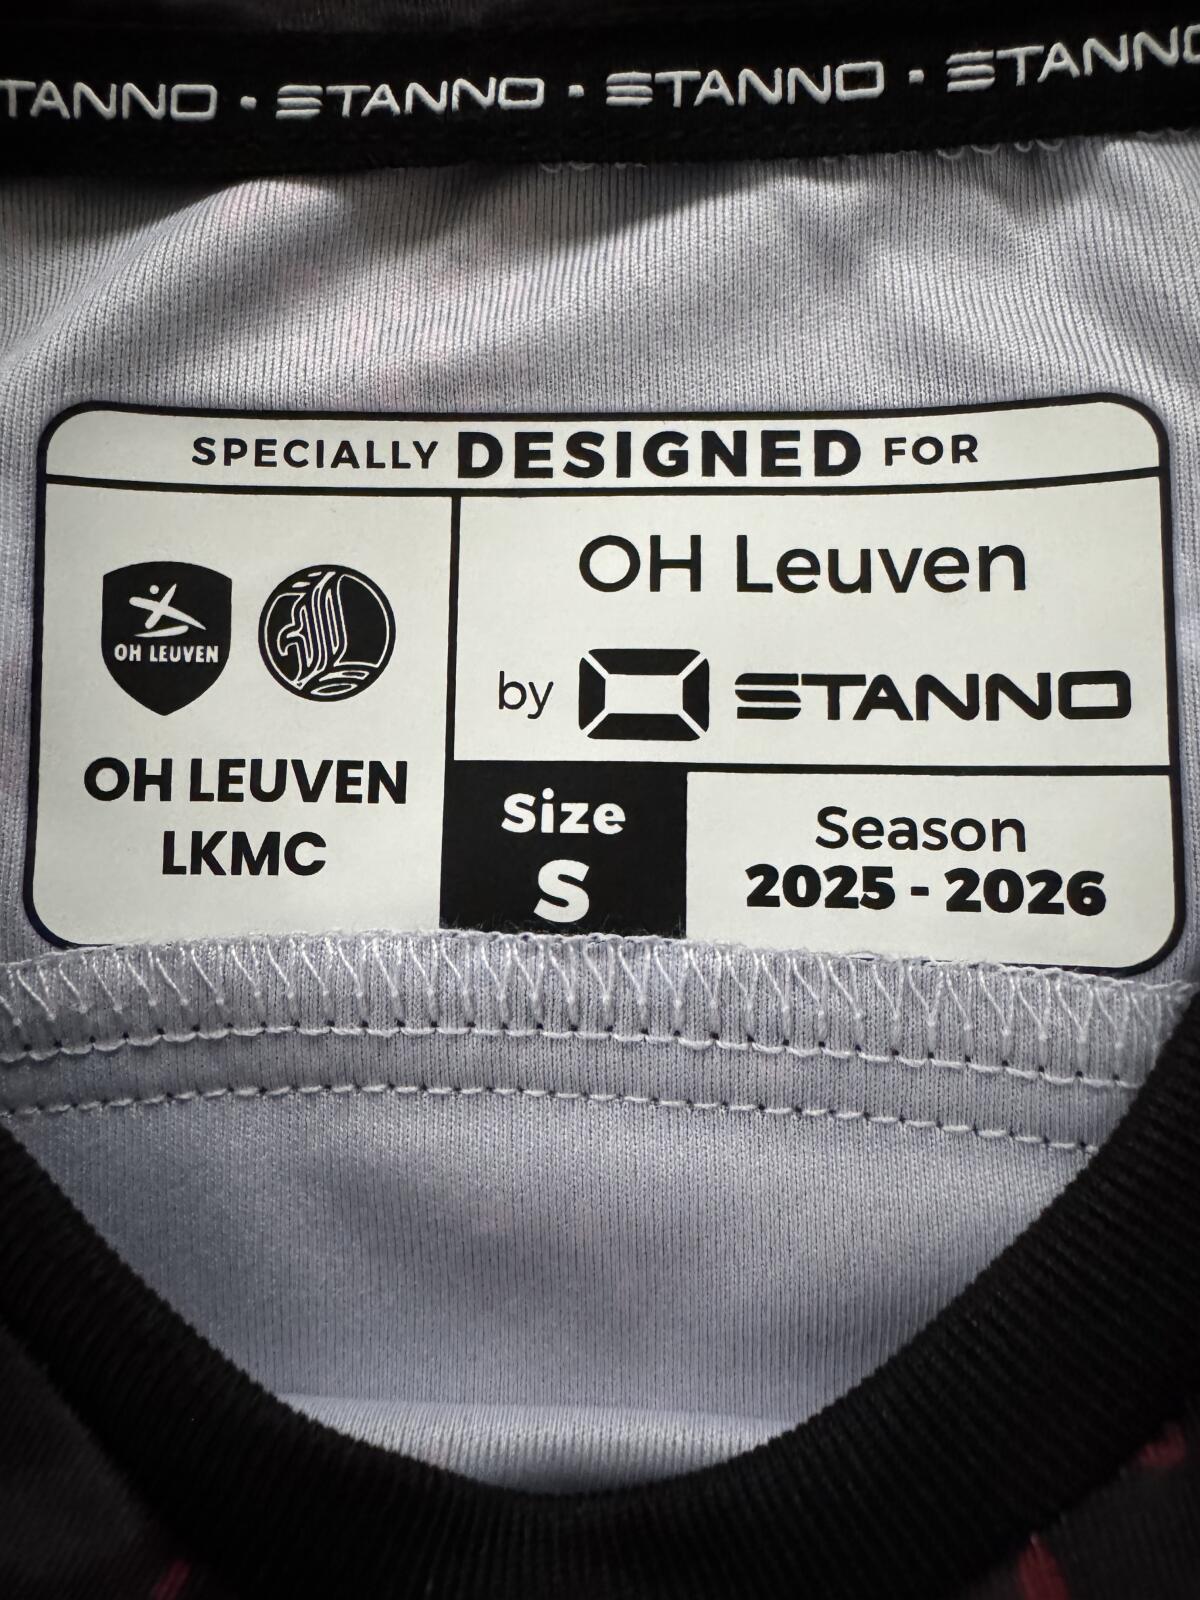 STANNO • STANNO • STANNO • STANNO
SPECIALLY DESIGNED FOR
OH LEUVEN
OH LEUVEN
LKMC
OH Leuven
by STANNO
Size
S
Season
2025 - 2026